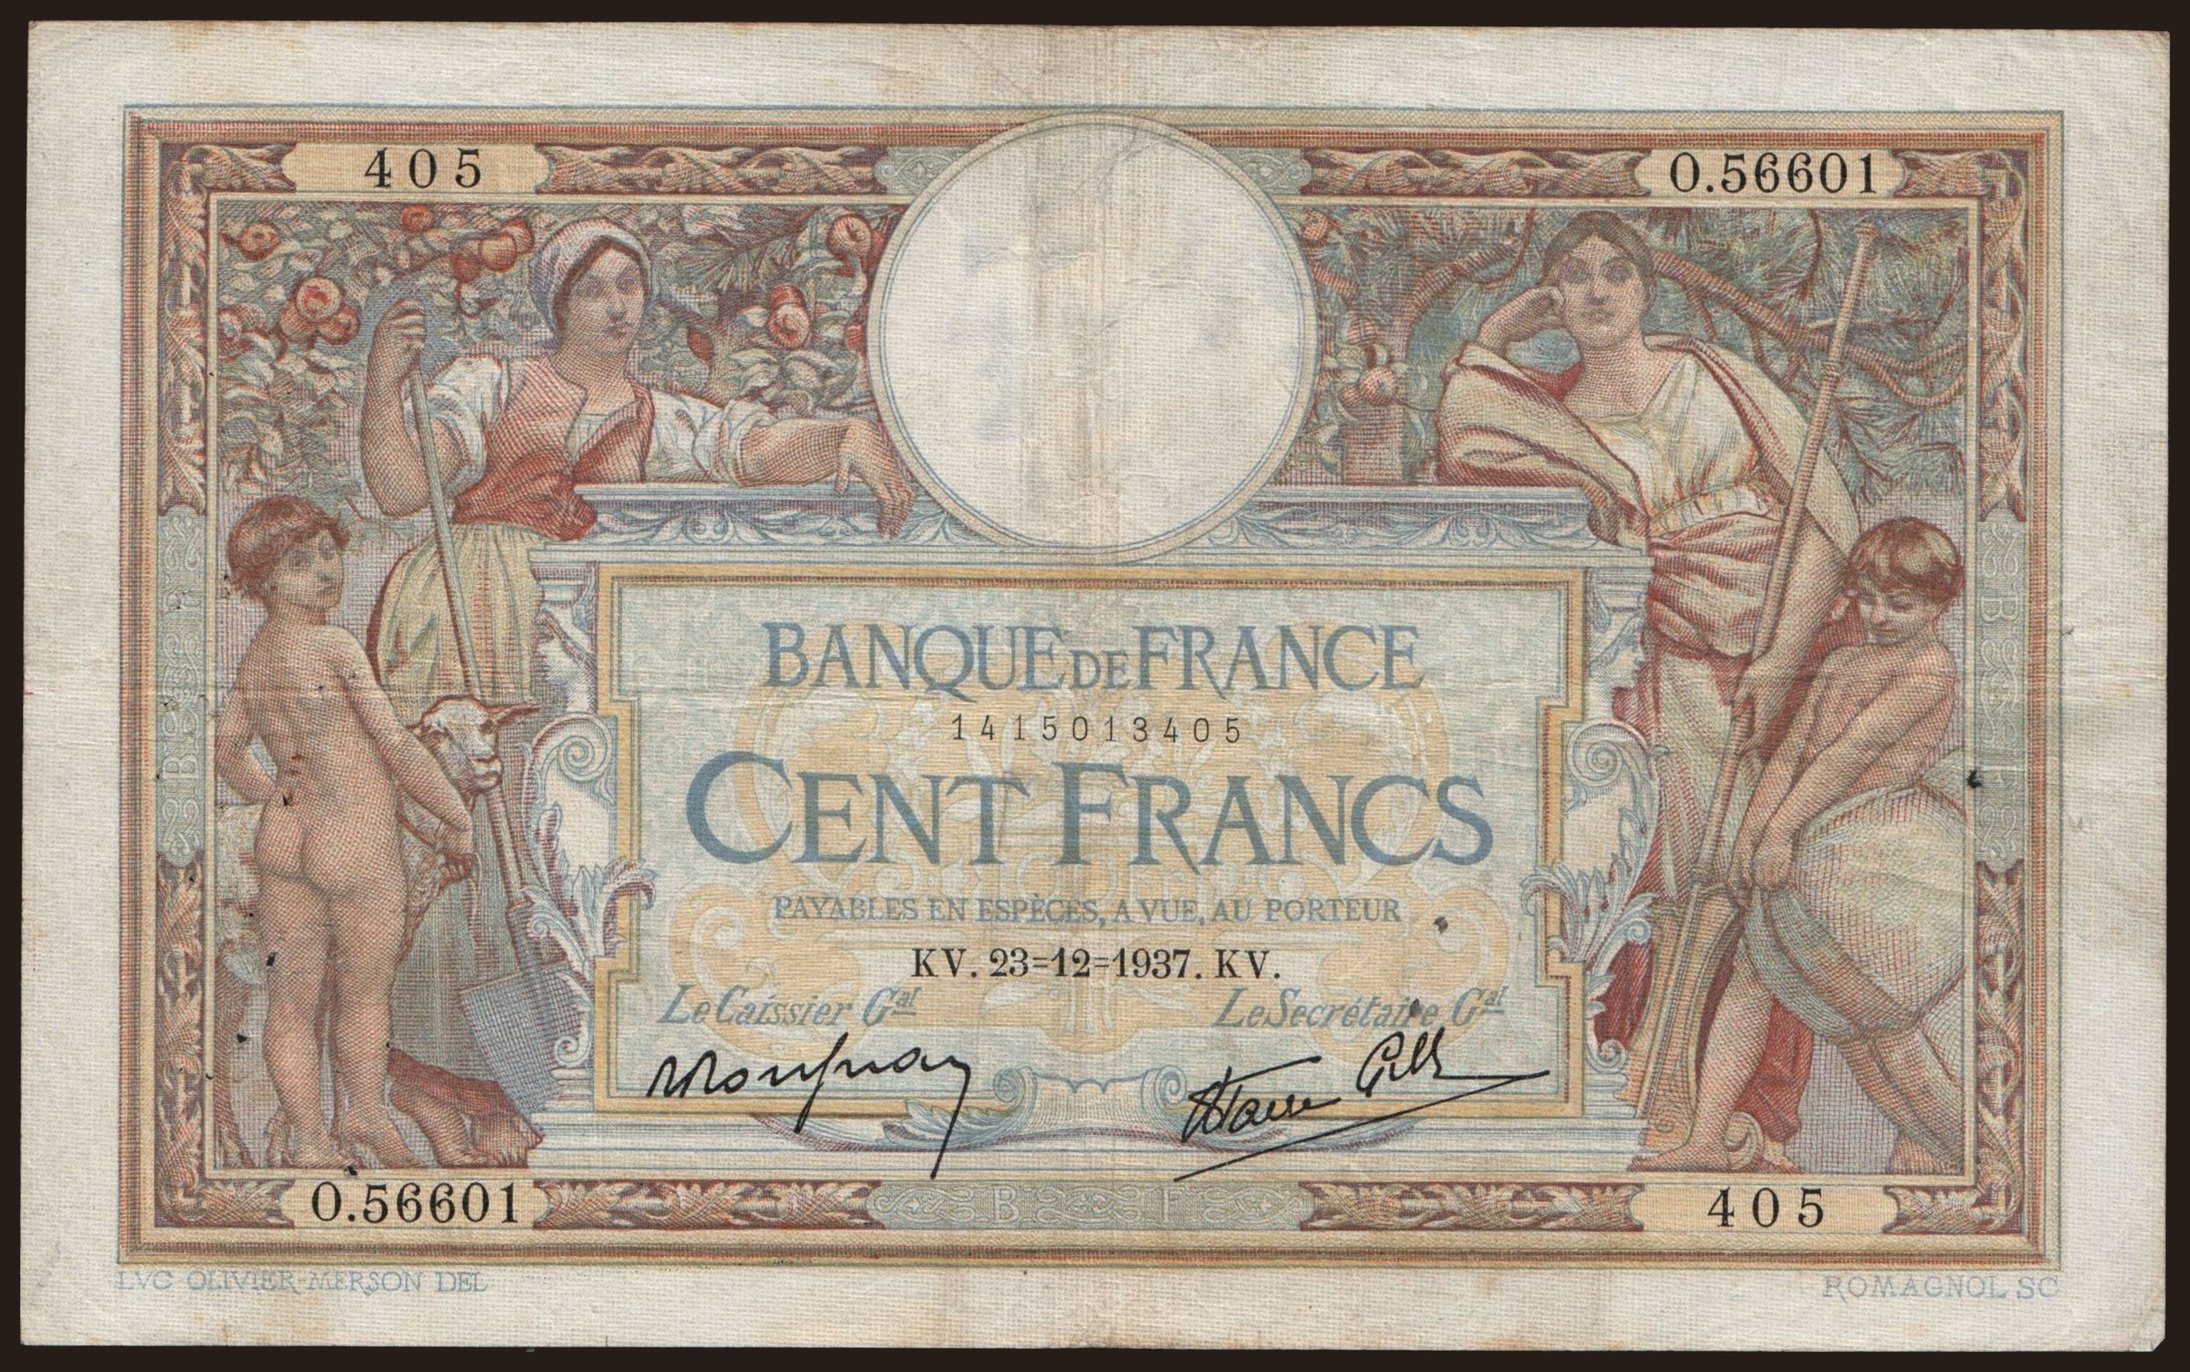 405 O.56601
BANQUE DE FRANCE
1415013405
CENT FRANCS
PAYABLES EN ESPÈCES, A VUE, AU PORTEUR
KV. 23=12=1937. KV.
Le Caissier Gal Le Secrétaire Gal
O.56601 B F 405
LVC OLIVIER-MERSON DEL ROMAGNOL SC